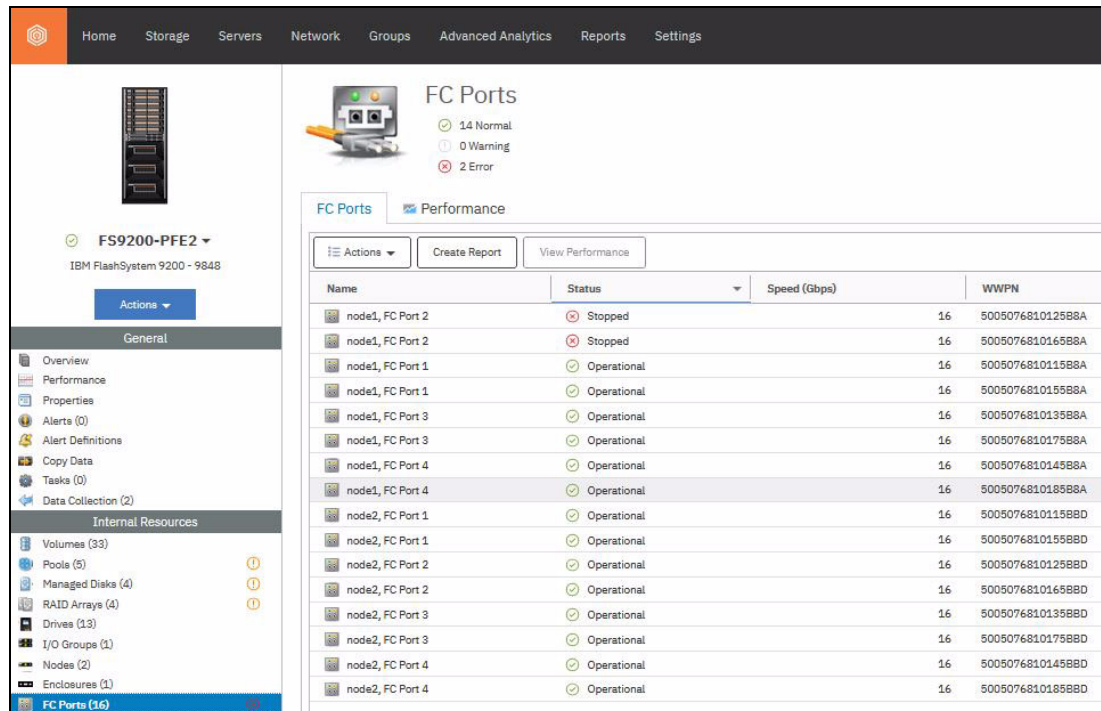 Home Storage Servers Network Groups Advanced Analytics Reports Settings
FS9200-PFE2
IBM FlashSystem 9200 - 9848
Actions
General
Overview
Performance
Properties
Alerts (0)
Alert Definitions
Copy Data
Tasks (0)
Data Collection (2)
Internal Resources
Volumes (33)
Pools (5)
Managed Disks (4)
RAID Arrays (4)
Drives (13)
I/O Groups (1)
Nodes (2)
Enclosures (1)
FC Ports (16)
FC Ports
14 Normal
0 Warning
2 Error
FC Ports Performance
Actions Create Report View Performance
Name Status Speed (Gbps) WWPN
node1, FC Port 2 Stopped 16 5005076810125B8A
node1, FC Port 2 Stopped 16 5005076810165B8A
node1, FC Port 1 Operational 16 5005076810115B8A
node1, FC Port 1 Operational 16 5005076810155B8A
node1, FC Port 3 Operational 16 5005076810135B8A
node1, FC Port 3 Operational 16 5005076810175B8A
node1, FC Port 4 Operational 16 5005076810145B8A
node1, FC Port 4 Operational 16 5005076810185B8A
node2, FC Port 1 Operational 16 5005076810115BBD
node2, FC Port 1 Operational 16 5005076810155BBD
node2, FC Port 2 Operational 16 5005076810125BBD
node2, FC Port 2 Operational 16 5005076810165BBD
node2, FC Port 3 Operational 16 5005076810135BBD
node2, FC Port 3 Operational 16 5005076810175BBD
node2, FC Port 4 Operational 16 5005076810145BBD
node2, FC Port 4 Operational 16 5005076810185BBD